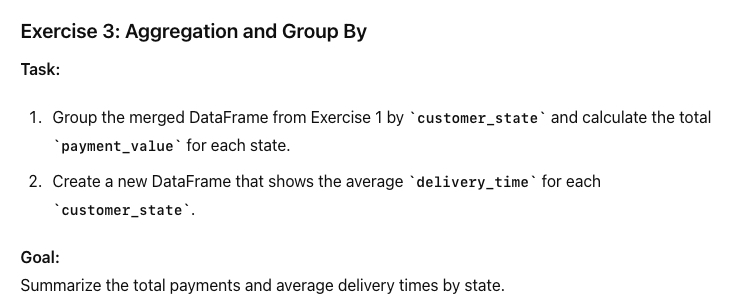 Exercise 3: Aggregation and Group By
Task:
1. Group the merged DataFrame from Exercise 1 by `customer_state` and calculate the total
`payment_value` for each state.
2. Create a new DataFrame that shows the average `delivery_time` for each
`customer_state`.
Goal:
Summarize the total payments and average delivery times by state.